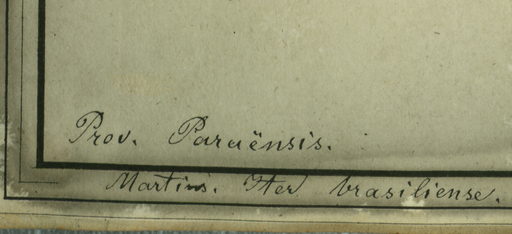 Prov. Paraënsis.
Martius. Iter brasiliense.